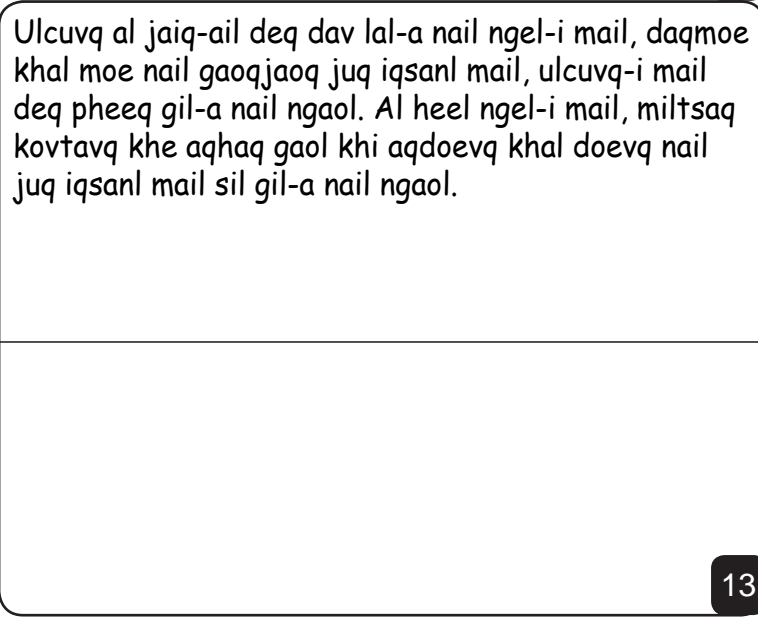 Ulcuvq al jaiq-ail deq dav lal-a nail ngel-i mail, daqmoe
khal moe nail gaoqjaoq juq iqsanl mail, ulcuvq-i mail
deq pheeq gil-a nail ngaol. Al heel ngel-i mail, miltsaq
kovtavq khe aqhaq gaol khi aqdoevq khal doevq nail
juq iqsanl mail sil gil-a nail ngaol.
13